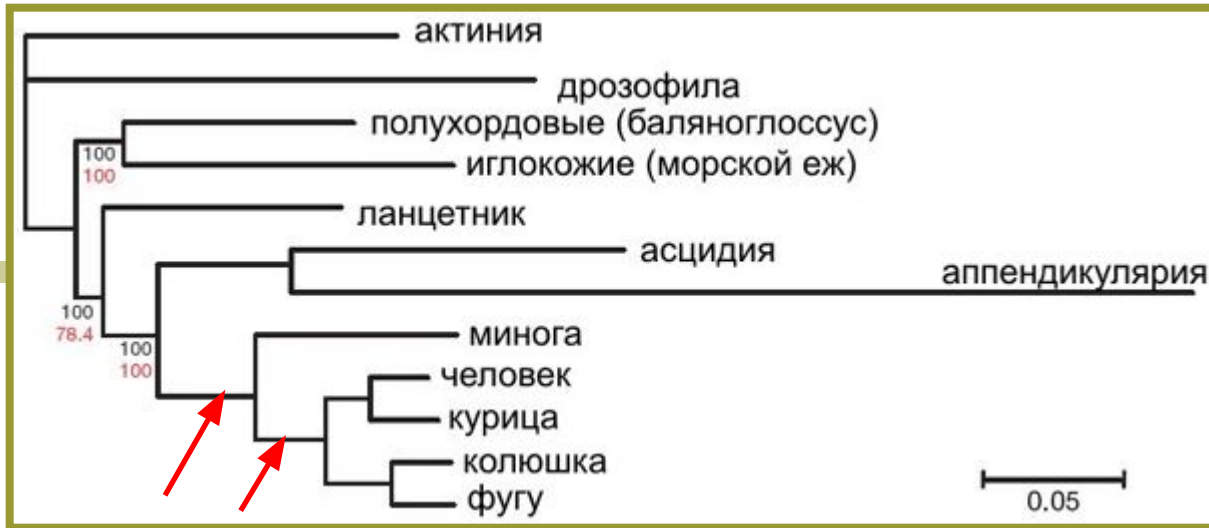 актиния
дрозофила
полухордовые (баляноглоссус)
100
100
иглокожие (морской еж)
ланцетник
асцидия
аппендикулярия
100
78.4
минога
100
100
человек
курица
колюшка
0.05
фугу